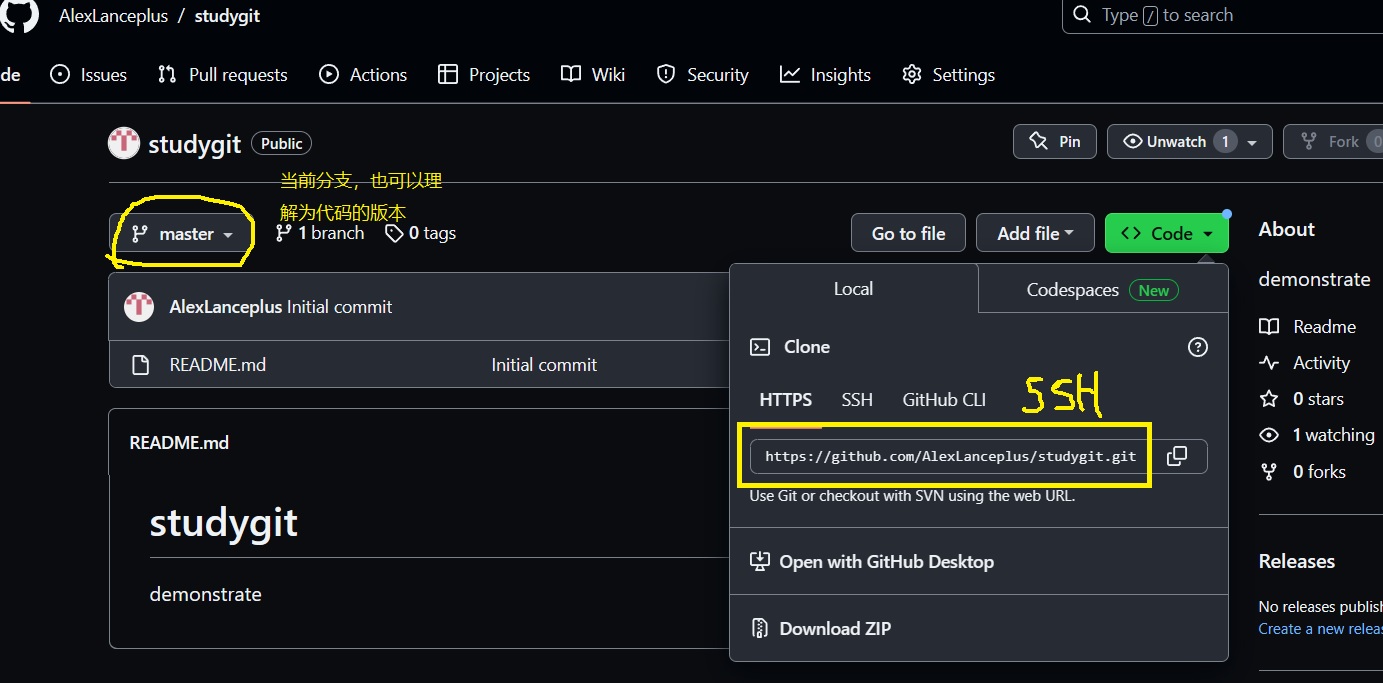 AlexLanceplus / studygit
Type / to search
de Issues Pull requests Actions Projects Wiki Security Insights Settings
studygit Public
Pin Unwatch 1 Fork 0
当前分支，也可以理
解为代码的版本
master 1 branch 0 tags
Go to file Add file Code
About
demonstrate
Readme
Activity
0 stars
1 watching
0 forks
AlexLanceplus Initial commit
README.md Initial commit
Local Codespaces New
Clone
HTTPS SSH GitHub CLI SSH
https://github.com/AlexLanceplus/studygit.git
Use Git or checkout with SVN using the web URL.
Open with GitHub Desktop
Download ZIP
README.md
studygit
demonstrate
Releases
No releases publish
Create a new releas